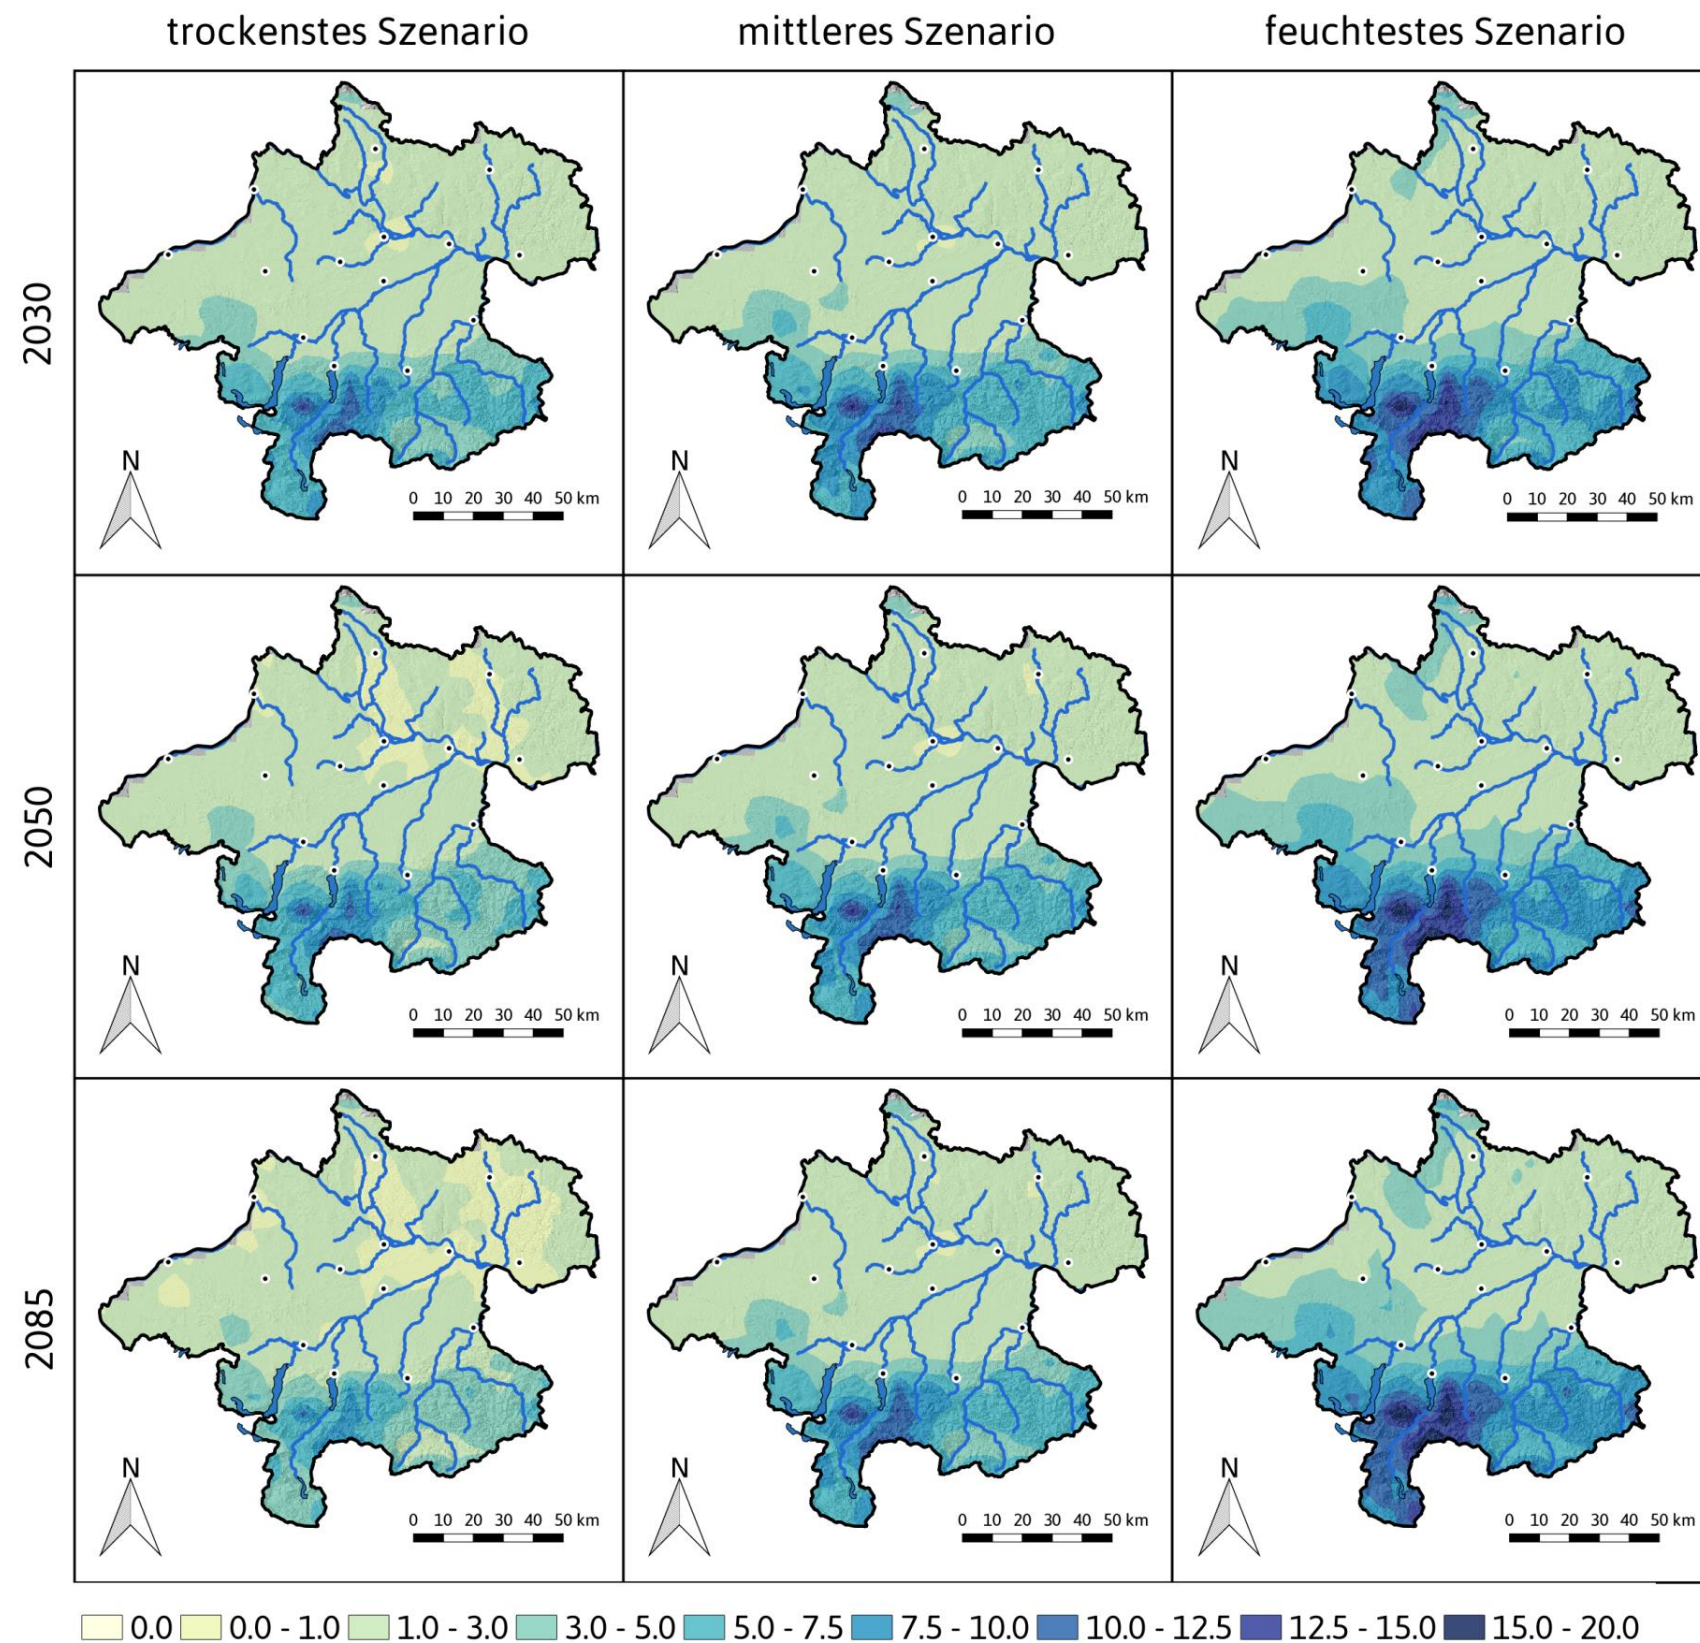 trockenstes Szenario mittleres Szenario feuchtestes Szenario
2030
N N N
0 10 20 30 40 50 km 0 10 20 30 40 50 km 0 10 20 30 40 50 km
2050
N N N
0 10 20 30 40 50 km 0 10 20 30 40 50 km 0 10 20 30 40 50 km
2085
N N N
0 10 20 30 40 50 km 0 10 20 30 40 50 km 0 10 20 30 40 50 km
0.0 0.0 - 1.0 1.0 - 3.0 3.0 - 5.0 5.0 - 7.5 7.5 - 10.0 10.0 - 12.5 12.5 - 15.0 15.0 - 20.0